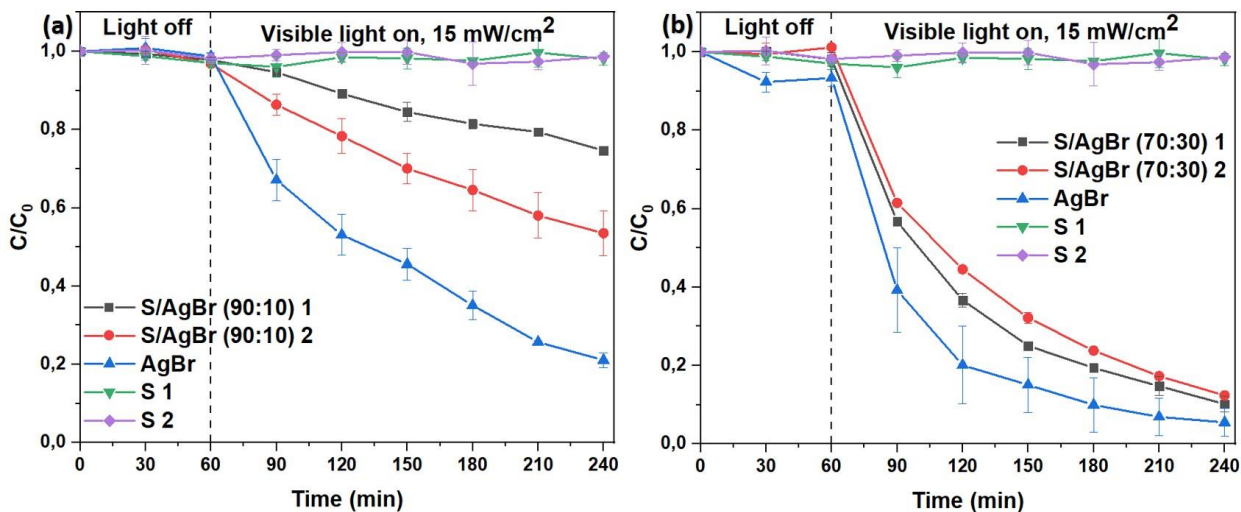 (a)
Light off
Visible light on, 15 mW/cm²
C/C₀
1,0
0,8
0,6
0,4
0,2
0,0
S/AgBr (90:10) 1
S/AgBr (90:10) 2
AgBr
S 1
S 2
0 30 60 90 120 150 180 210 240
Time (min)
(b)
Light off
Visible light on, 15 mW/cm²
C/C₀
1,0
0,8
0,6
0,4
0,2
0,0
S/AgBr (70:30) 1
S/AgBr (70:30) 2
AgBr
S 1
S 2
0 30 60 90 120 150 180 210 240
Time (min)